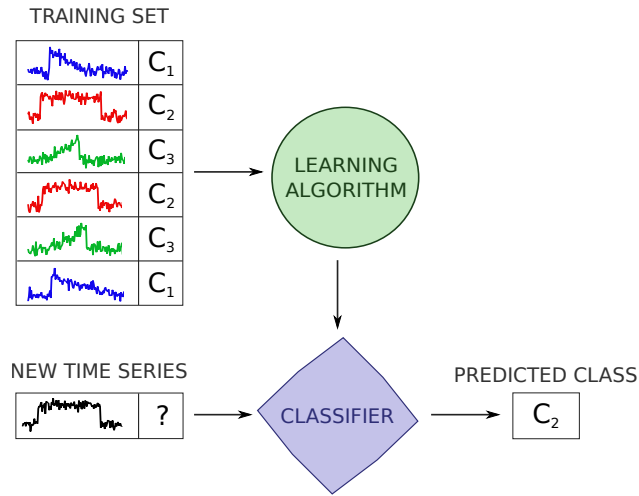 TRAINING SET
C1
C2
C3
C2
C3
C1
LEARNING
ALGORITHM
NEW TIME SERIES
?
CLASSIFIER
PREDICTED CLASS
C2